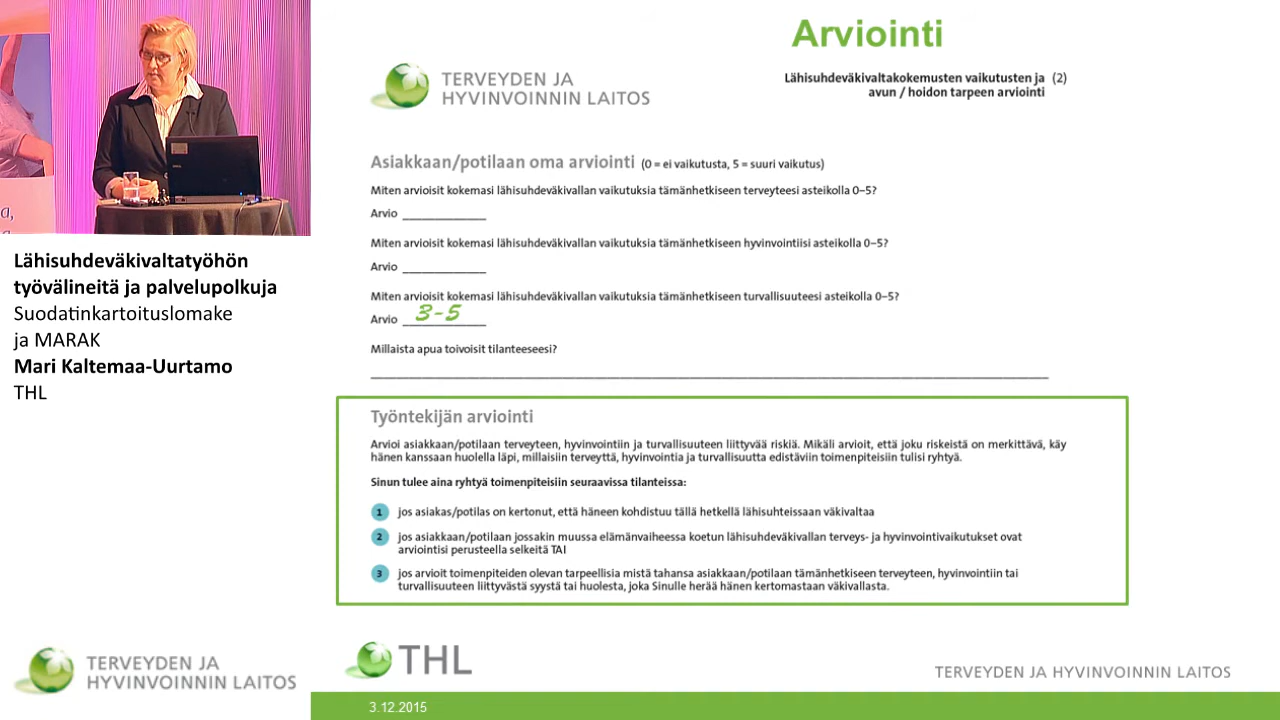 a,
Lähisuhdeväkivaltatyöhön
työvälineitä ja palvelupolkuja
Suodatinkartoituslomake
ja MARAK
Mari Kaltemaa-Uurtamo
THL
TERVEYDEN JA
HYVINVOINNIN LAITOS
Arviointi
TERVEYDEN JA
HYVINVOINNIN LAITOS
Lähisuhdeväkivaltakokemusten vaikutusten ja (2)
avun / hoidon tarpeen arviointi
Asiakkaan/potilaan oma arviointi (0 = ei vaikutusta, 5 = suuri vaikutus)
Miten arvioisit kokemasi lähisuhdeväkivallan vaikutuksia tämänhetkiseen terveyteesi asteikolla 0–5?
Arvio
Miten arvioisit kokemasi lähisuhdeväkivallan vaikutuksia tämänhetkiseen hyvinvointiisi asteikolla 0–5?
Arvio
Miten arvioisit kokemasi lähisuhdeväkivallan vaikutuksia tämänhetkiseen turvallisuuteesi asteikolla 0–5?
Arvio 3-5
Millaista apua toivoisit tilanteeseesi?
Työntekijän arviointi
Arvioi asiakkaan/potilaan terveyteen, hyvinvointiin ja turvallisuuteen liittyvää riskiä. Mikäli arvioit, että joku riskeistä on merkittävä, käy
hänen kanssaan huolella läpi, millaisiin terveyttä, hyvinvointia ja turvallisuutta edistäviin toimenpiteisiin tulisi ryhtyä.
Sinun tulee aina ryhtyä toimenpiteisiin seuraavissa tilanteissa:
1 jos asiakas/potilas on kertonut, että häneen kohdistuu tällä hetkellä lähisuhteissaan väkivaltaa
2 jos asiakkaan/potilaan jossakin muussa elämänvaiheessa koetun lähisuhdeväkivallan terveys- ja hyvinvointivaikutukset ovat
arviointisi perusteella selkeitä TAI
3 jos arvioit toimenpiteiden olevan tarpeellisia mistä tahansa asiakkaan/potilaan tämänhetkiseen terveyteen, hyvinvointiin tai
turvallisuuteen liittyvästä syystä tai huolesta, joka Sinulle herää hänen kertomastaan väkivallasta.
THL
TERVEYDEN JA HYVINVOINNIN LAITOS
3.12.2015